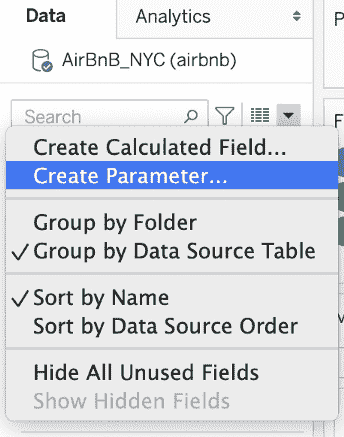 Data
Analytics
AirBnB_NYC (airbnb)
Search
Create Calculated Field...
Create Parameter...
Group by Folder
✓ Group by Data Source Table
✓ Sort by Name
Sort by Data Source Order
Hide All Unused Fields
Show Hidden Fields
P
F